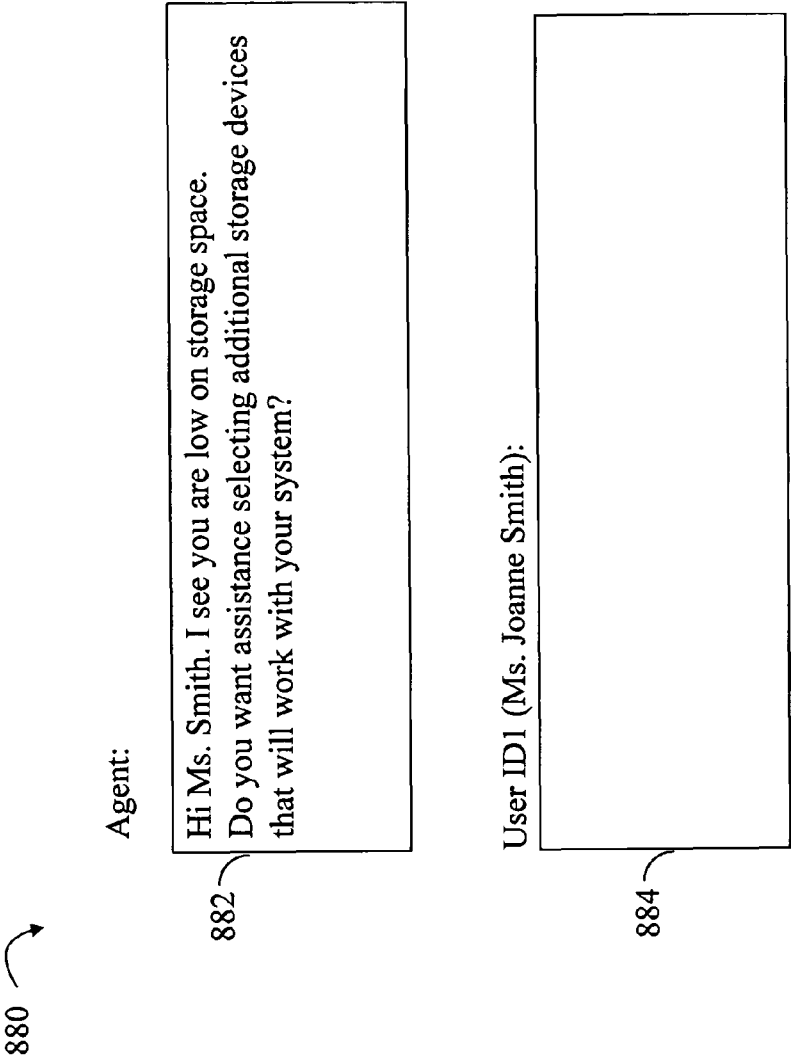 880
Agent:
882
Hi Ms. Smith. I see you are low on storage space.
Do you want assistance selecting additional storage devices
that will work with your system?
User ID1 (Ms. Joanne Smith):
884